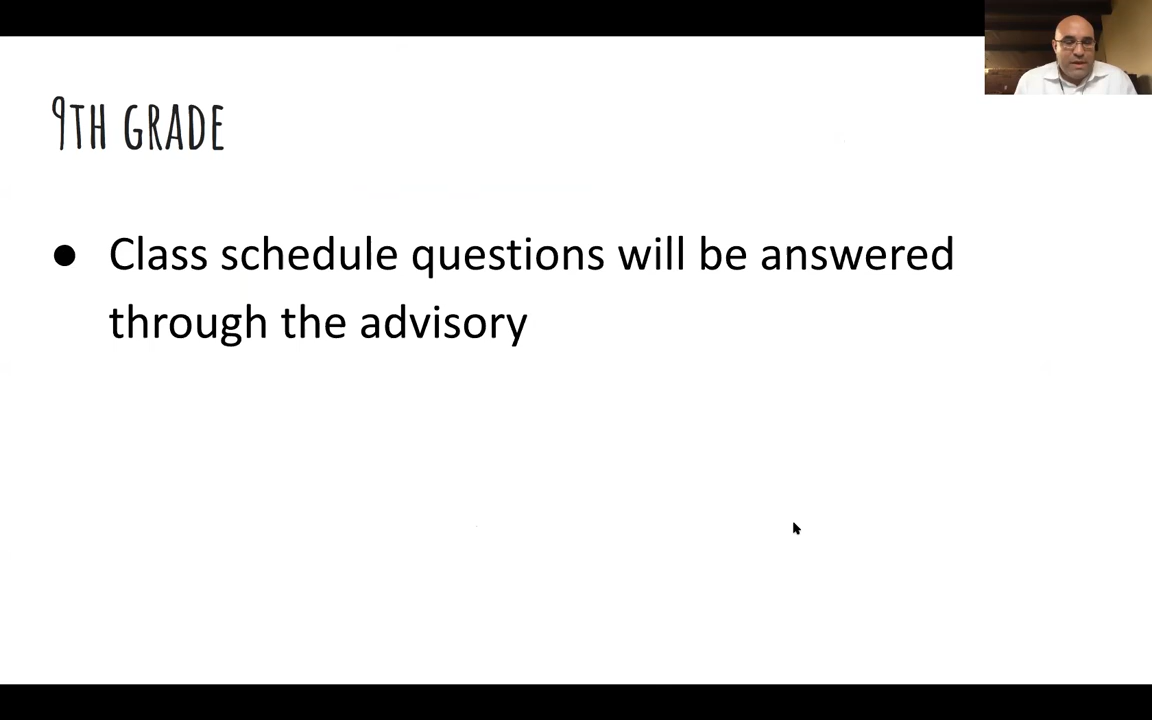 9TH GRADE
● Class schedule questions will be answered
through the advisory